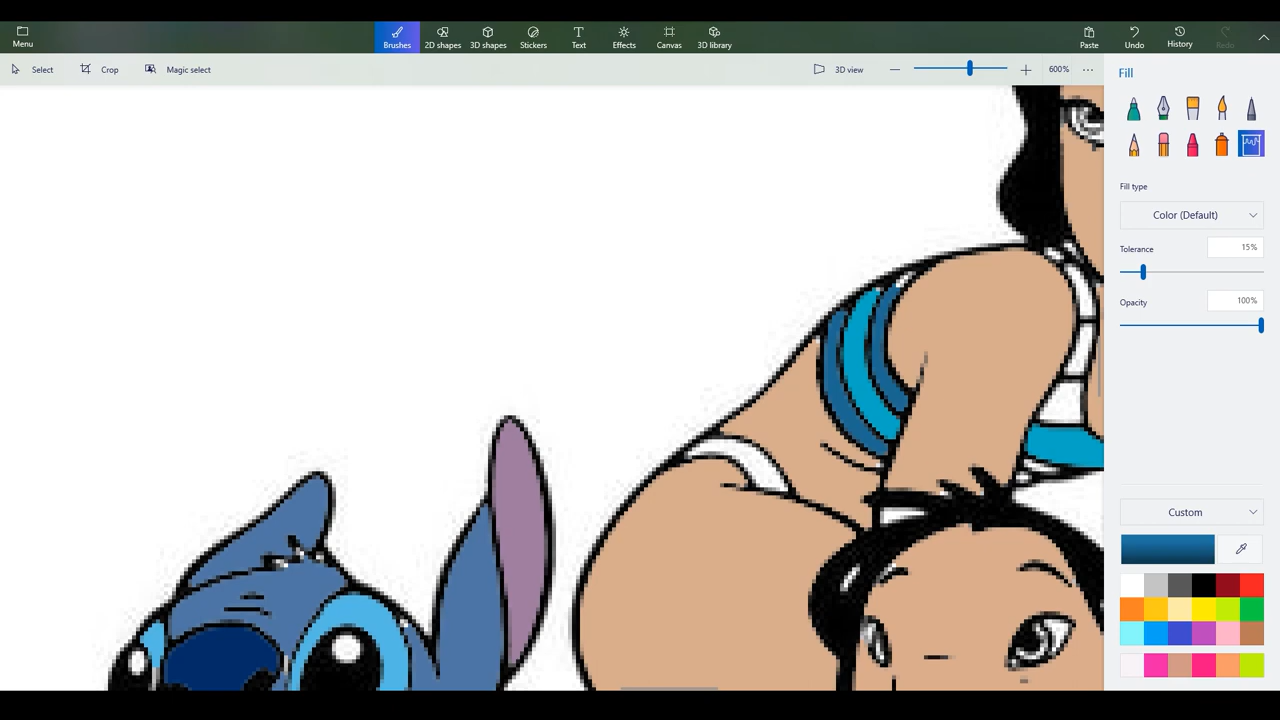 Menu
Brushes
2D shapes
3D shapes
Stickers
Text
Effects
Canvas
3D library
Paste
Undo
History
Redo
Select
Crop
Magic select
3D view
600%
Fill
Fill type
Color (Default)
Tolerance
15%
Opacity
100%
Custom